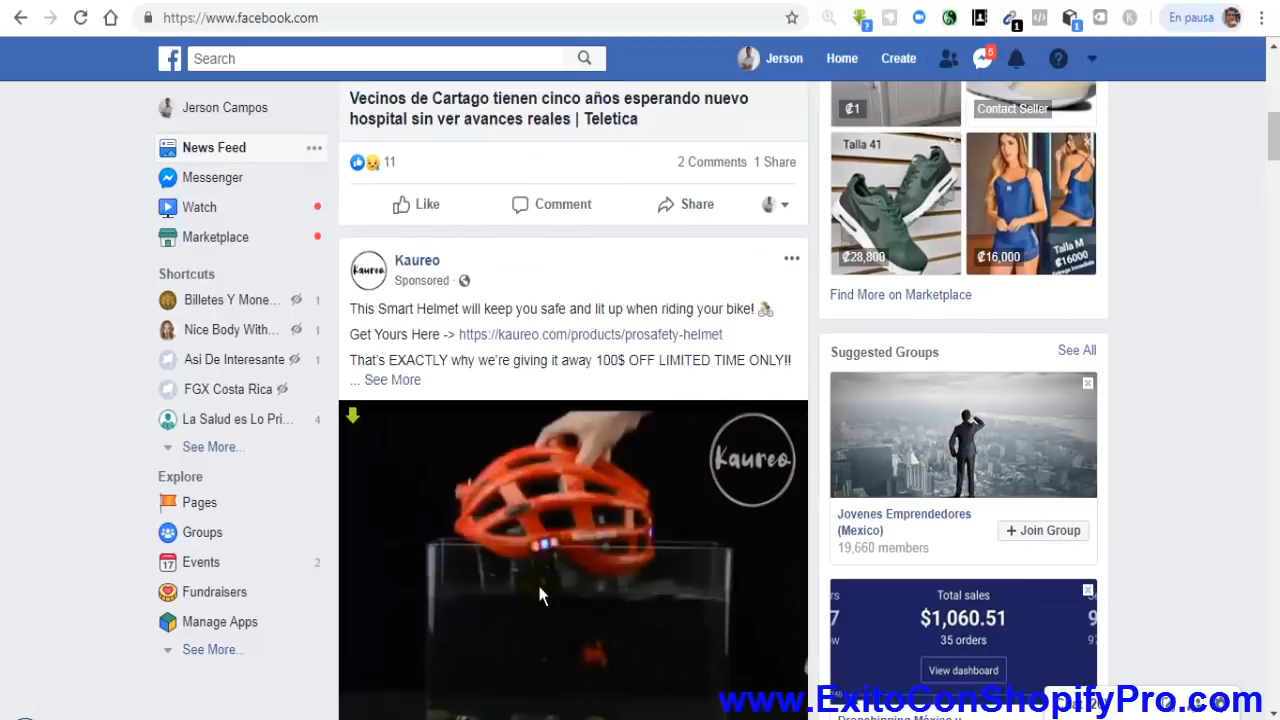 https://www.facebook.com
En pausa
Search
Jerson
Home
Create
6
Jerson Campos
News Feed
Messenger
Watch
Marketplace
Shortcuts
Billetes Y Mone... 1
Nice Body With... 1
Asi De Interesante 1
FGX Costa Rica
La Salud es Lo Pri... 4
See More...
Explore
Pages
Groups
Events 2
Fundraisers
Manage Apps
See More...
Vecinos de Cartago tienen cinco años esperando nuevo
hospital sin ver avances reales | Teletica
11
2 Comments 1 Share
Like
Comment
Share
Kaureo
Kaureo
Sponsored
This Smart Helmet will keep you safe and lit up when riding your bike!
Get Yours Here -> https://kaureo.com/products/prosafety-helmet
That's EXACTLY why we're giving it away 100$ OFF LIMITED TIME ONLY!!
... See More
Kaureo
₡1
Contact Seller
Talla 41
₡28,800
₡16,000
Talla M
₡16000
Find More on Marketplace
Suggested Groups
See All
Jovenes Emprendedores
(Mexico)
19,660 members
+ Join Group
Total sales
$1,060.51
35 orders
View dashboard
www.ExitoConShopifyPro.com